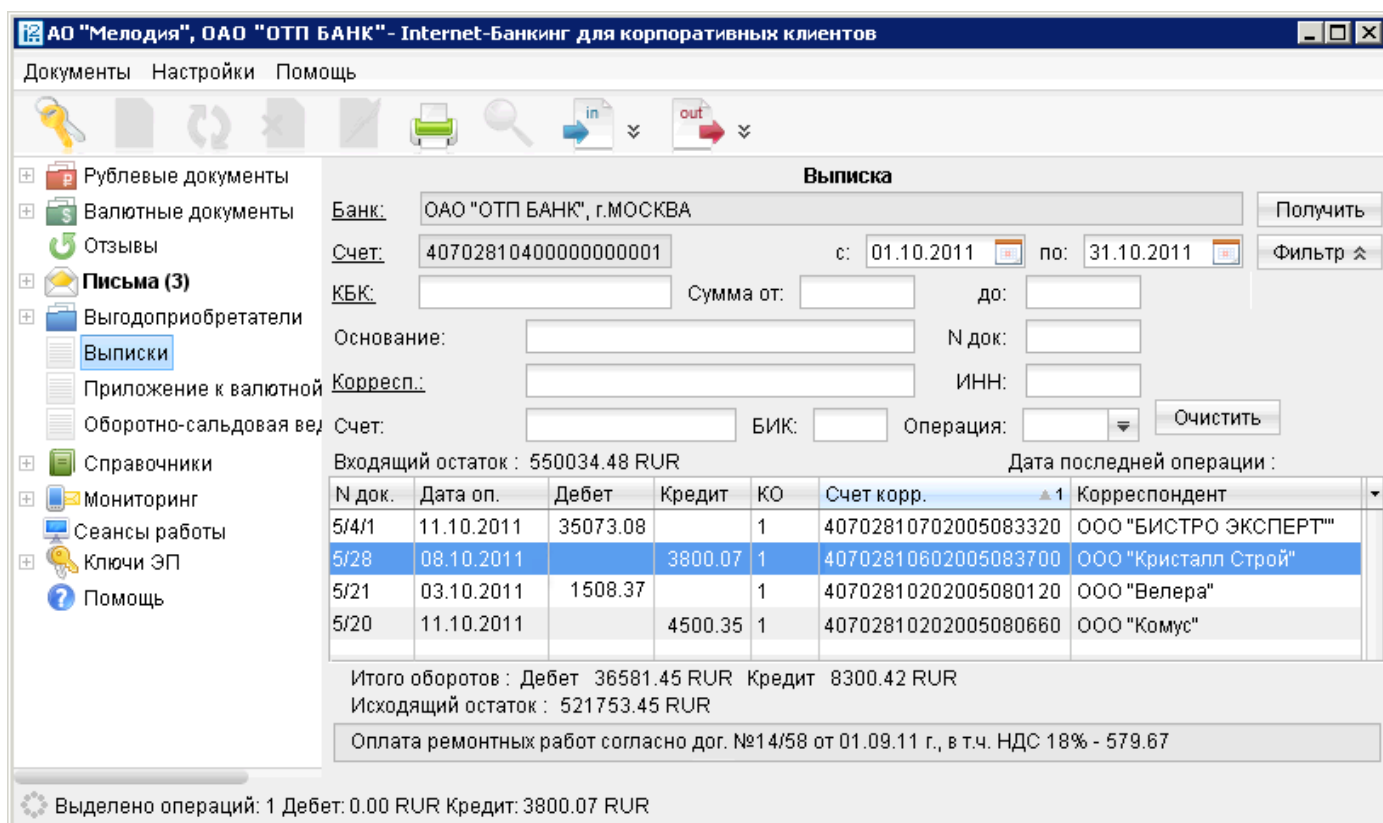 АО "Мелодия", ОАО "ОТП БАНК"- Internet-Банкинг для корпоративных клиентов
Документы Настройки Помощь
in out
Рублевые документы
Валютные документы
Отзывы
Письма (3)
Выгодоприобретатели
Выписки
Приложение к валютной
Оборотно-сальдовая вед
Справочники
Мониторинг
Сеансы работы
Ключи ЭП
Помощь
Выписка
Банк: ОАО "ОТП БАНК", г.МОСКВА Получить
Счет: 40702810400000000001 с: 01.10.2011 по: 31.10.2011 Фильтр
КБК: Сумма от: до:
Основание: N док:
Корресп.: ИНН:
Счет: БИК: Операция: Очистить
Входящий остаток : 550034.48 RUR Дата последней операции :
N док. Дата оп. Дебет Кредит КО Счет корр. 1 Корреспондент
5/4/1 11.10.2011 35073.08 1 40702810702005083320 ООО "БИСТРО ЭКСПЕРТ""
5/28 08.10.2011 3800.07 1 40702810602005083700 ООО "Кристалл Строй"
5/21 03.10.2011 1508.37 1 40702810202005080120 ООО "Велера"
5/20 11.10.2011 4500.35 1 40702810202005080660 ООО "Комус"
Итого оборотов : Дебет 36581.45 RUR Кредит 8300.42 RUR
Исходящий остаток : 521753.45 RUR
Оплата ремонтных работ согласно дог. №14/58 от 01.09.11 г., в т.ч. НДС 18% - 579.67
Выделено операций: 1 Дебет: 0.00 RUR Кредит: 3800.07 RUR